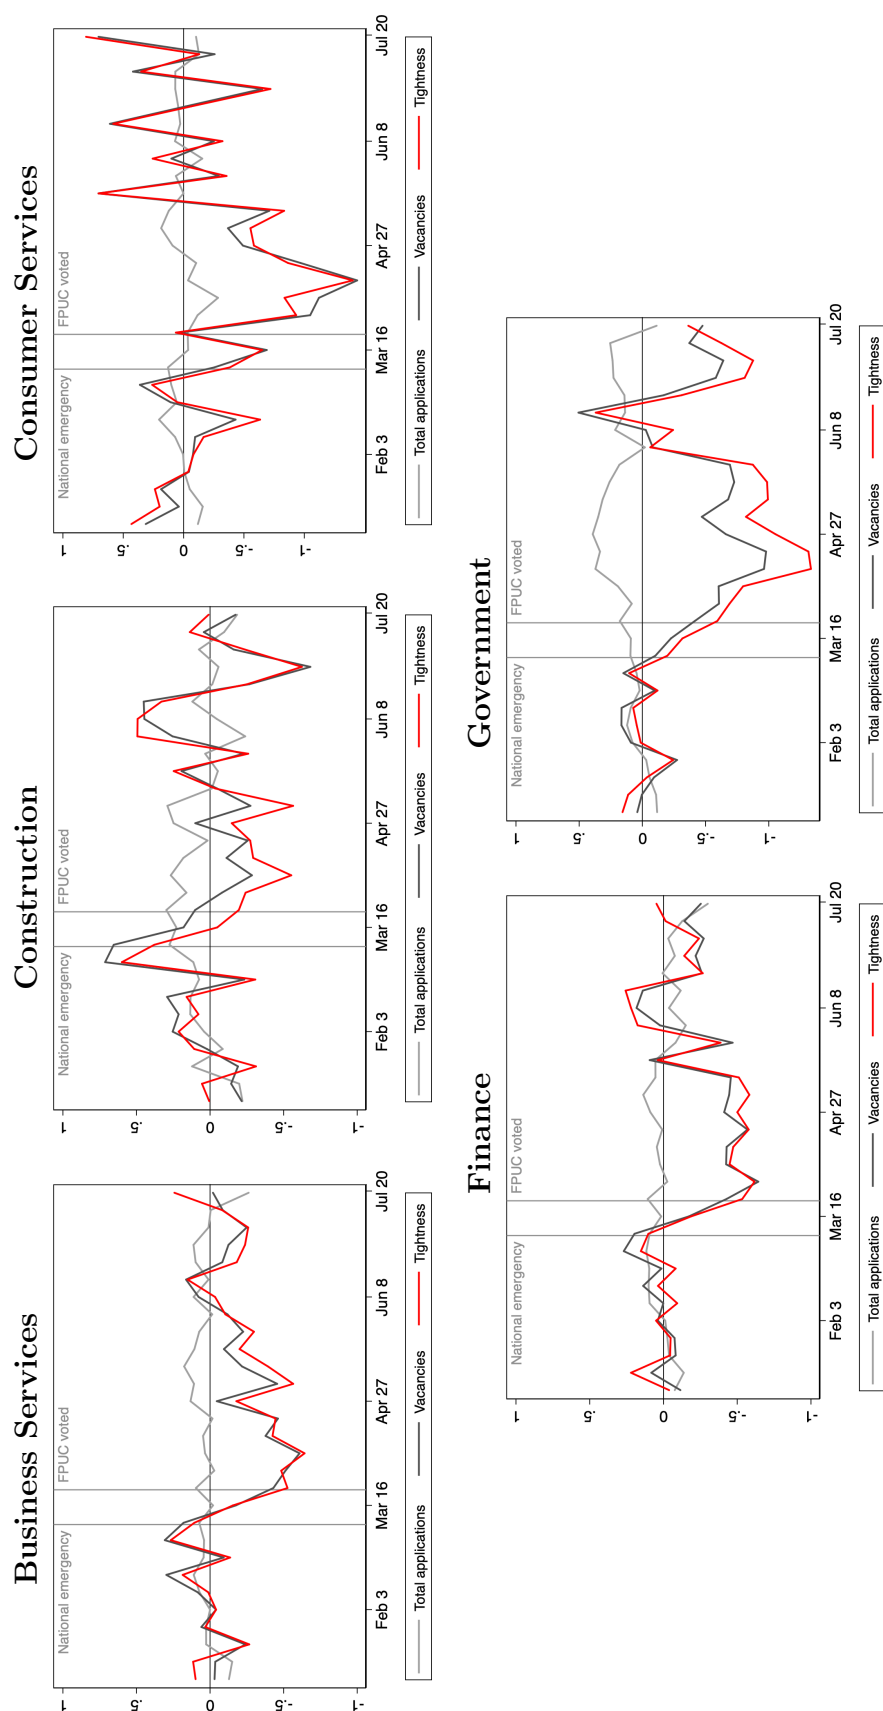 Business Services
National emergency
FPUC voted
1
.5
0
-.5
-1
Feb 3
Mar 16
Apr 27
Jun 8
Jul 20
Total applications
Vacancies
Tightness
Construction
National emergency
FPUC voted
1
.5
0
-.5
-1
Feb 3
Mar 16
Apr 27
Jun 8
Jul 20
Total applications
Vacancies
Tightness
Consumer Services
National emergency
FPUC voted
1
.5
0
-.5
-1
Feb 3
Mar 16
Apr 27
Jun 8
Jul 20
Total applications
Vacancies
Tightness
Finance
National emergency
FPUC voted
1
.5
0
-.5
-1
Feb 3
Mar 16
Apr 27
Jun 8
Jul 20
Total applications
Vacancies
Tightness
Government
National emergency
FPUC voted
1
.5
0
-.5
-1
Feb 3
Mar 16
Apr 27
Jun 8
Jul 20
Total applications
Vacancies
Tightness